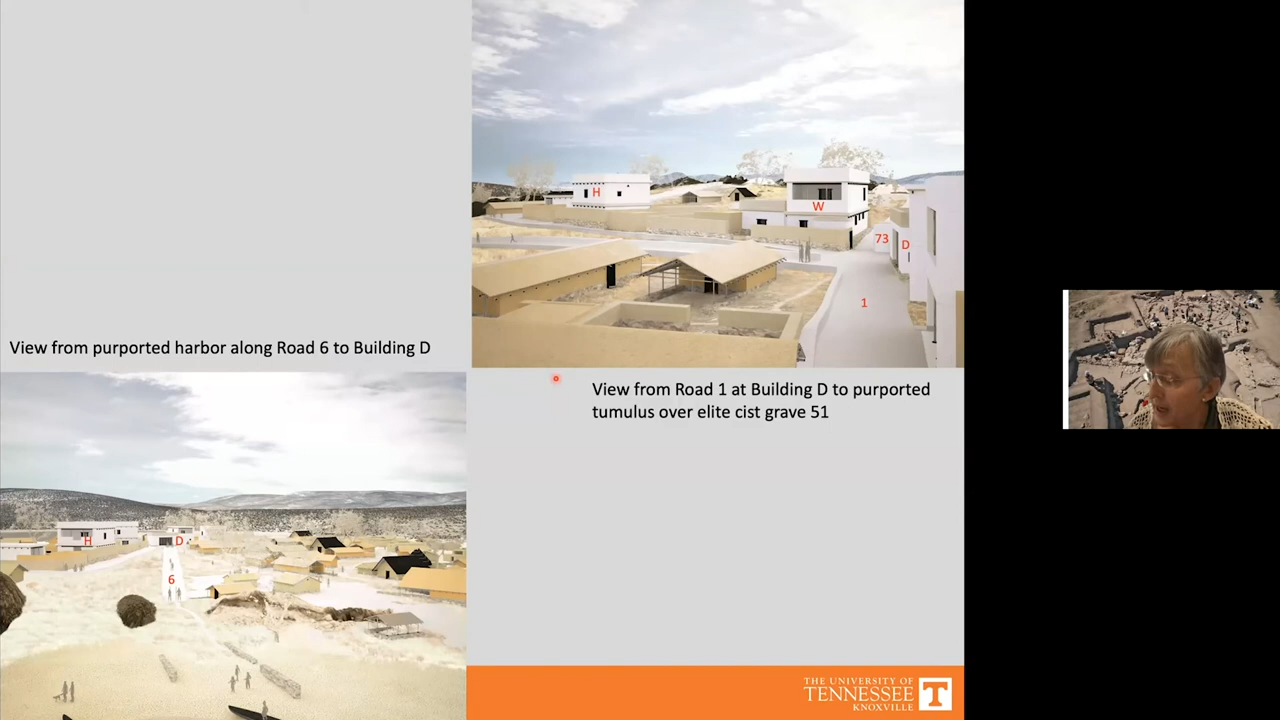 H
W
73
D
1
View from purported harbor along Road 6 to Building D
View from Road 1 at Building D to purported
tumulus over elite cist grave 51
H
D
6
THE UNIVERSITY OF
TENNESSEE
KNOXVILLE
T